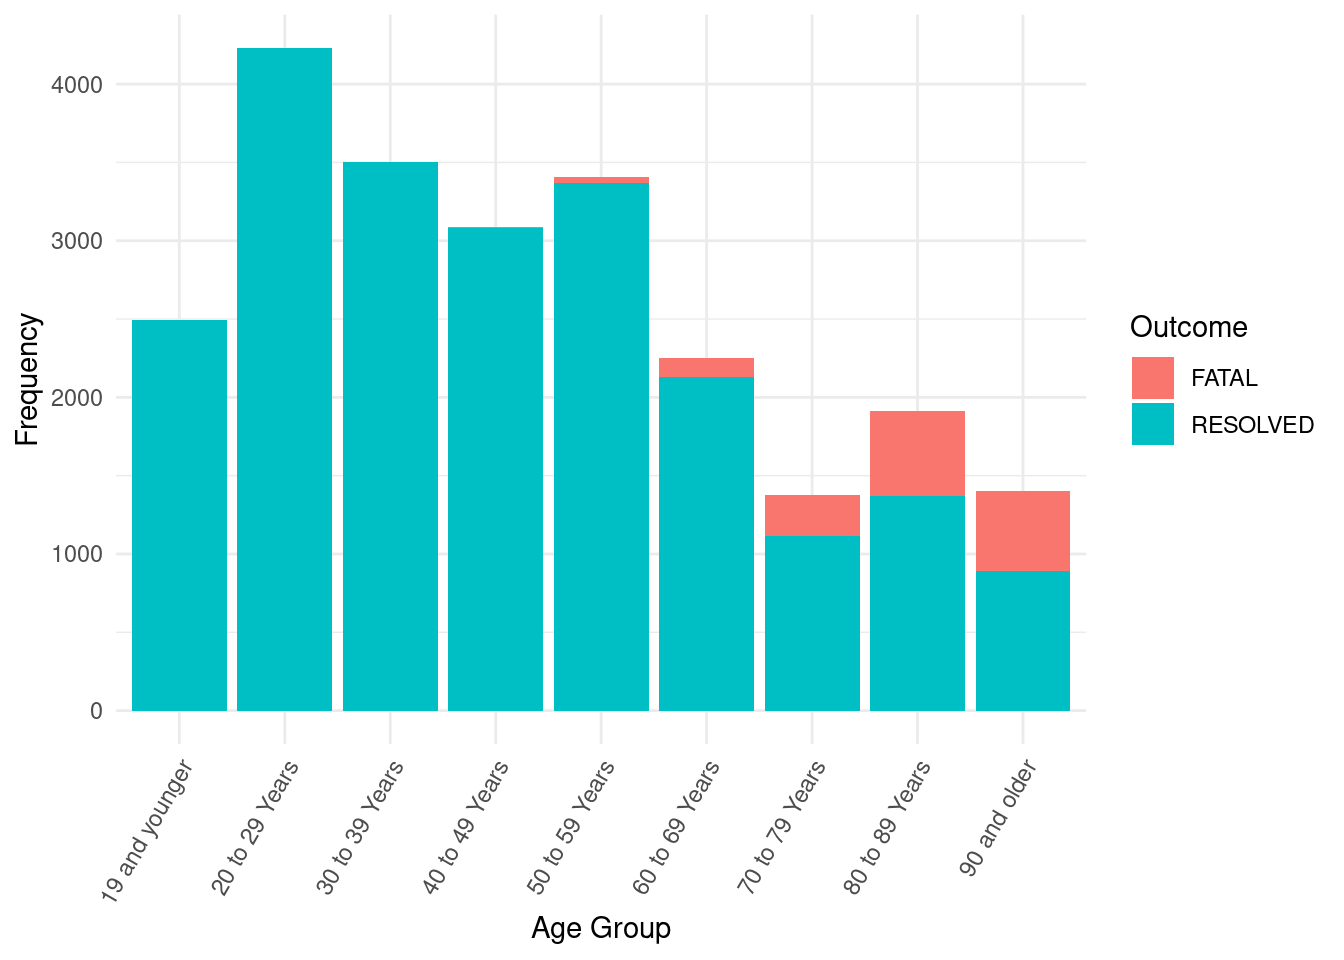 4000
3000
2000
1000
0
Frequency
19 and younger
20 to 29 Years
30 to 39 Years
40 to 49 Years
50 to 59 Years
60 to 69 Years
70 to 79 Years
80 to 89 Years
90 and older
Age Group
Outcome
FATAL
RESOLVED